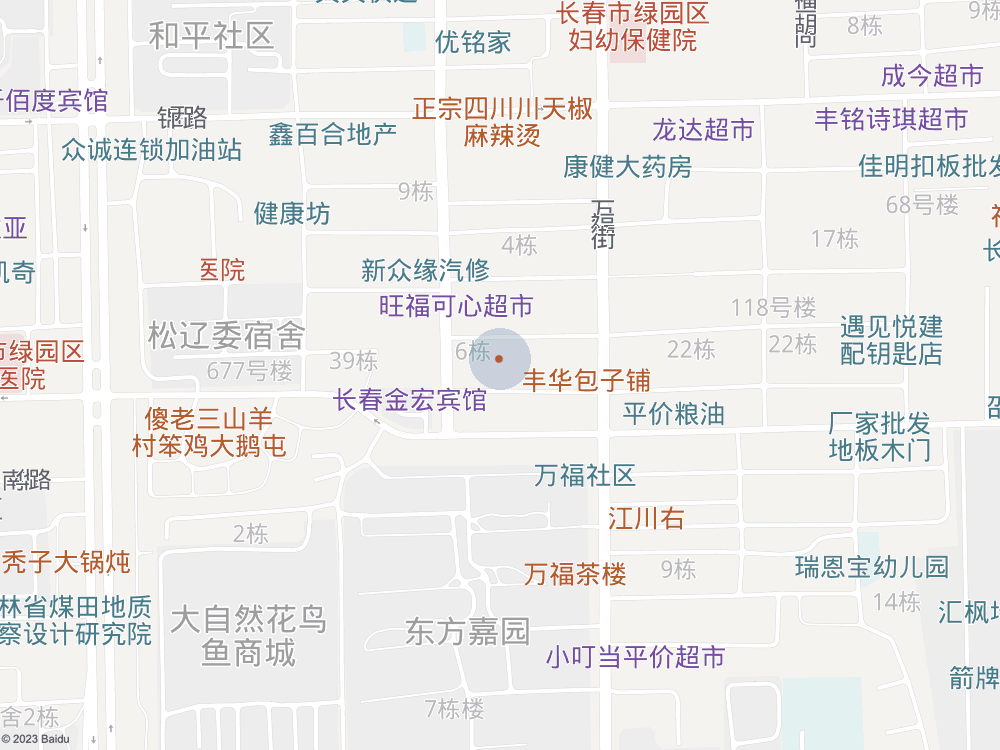 长春市绿园区
妇幼保健院
8栋
9栋
和平社区
优铭家
成今超市
佰度宾馆
正宗四川川天椒
麻辣烫
丰铭诗琪超市
鑫百合地产
龙达超市
众诚连锁加油站
康健大药房
佳明扣板批发
9栋
68号楼
健康坊
万福街
4栋
17栋
亚
医院
新众缘汽修
凯奇
旺福可心超市
118号楼
松辽委宿舍
遇见悦建
配钥匙店
市绿园区
医院
39栋
6栋
22栋
22栋
677号楼
丰华包子铺
长春金宏宾馆
平价粮油
傻老三山羊
村笨鸡大鹅屯
厂家批发
地板木门
万福社区
江川右
2栋
秃子大锅炖
万福茶楼
9栋
瑞恩宝幼儿园
14栋
林省煤田地质
察设计研究院
大自然花鸟
鱼商城
东方嘉园
小叮当平价超市
箭牌
7栋楼
舍2栋
© 2023 Baidu